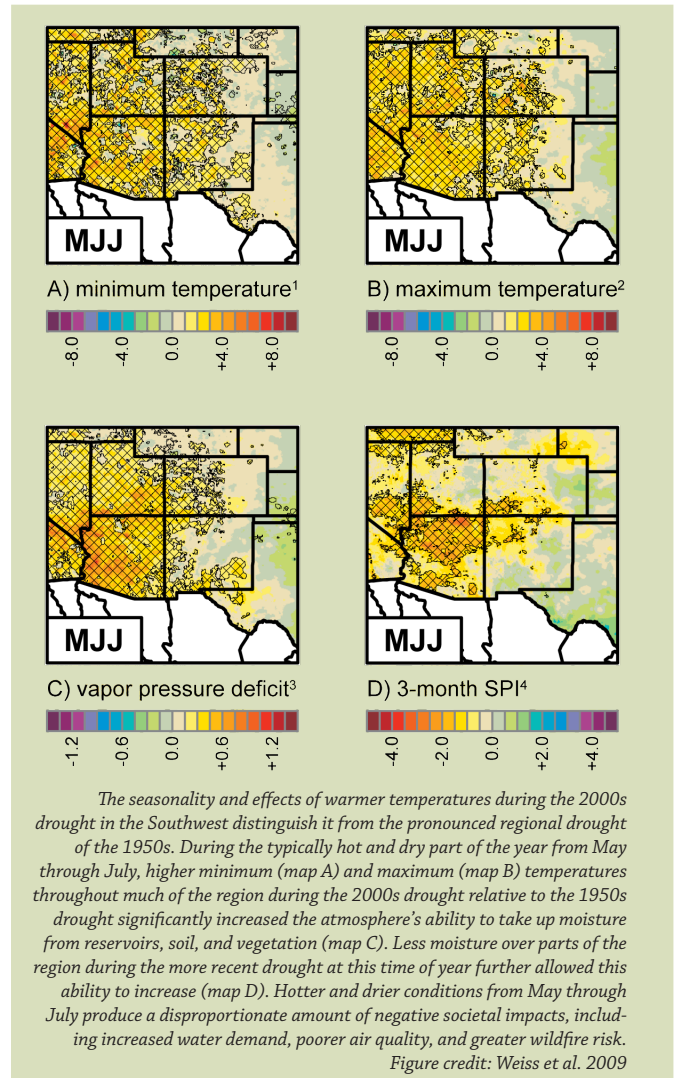 MJJ
MJJ
A) minimum temperature¹
B) maximum temperature²
-8.0 -4.0 0.0 +4.0 +8.0
-8.0 -4.0 0.0 +4.0 +8.0
MJJ
MJJ
C) vapor pressure deficit³
D) 3-month SPI⁴
-1.2 -0.6 0.0 +0.6 +1.2
-4.0 -2.0 0.0 +2.0 +4.0
The seasonality and effects of warmer temperatures during the 2000s
drought in the Southwest distinguish it from the pronounced regional drought
of the 1950s. During the typically hot and dry part of the year from May
through July, higher minimum (map A) and maximum (map B) temperatures
throughout much of the region during the 2000s drought relative to the 1950s
drought significantly increased the atmosphere's ability to take up moisture
from reservoirs, soil, and vegetation (map C). Less moisture over parts of the
region during the more recent drought at this time of year further allowed this
ability to increase (map D). Hotter and drier conditions from May through
July produce a disproportionate amount of negative societal impacts, includ-
ing increased water demand, poorer air quality, and greater wildfire risk.
Figure credit: Weiss et al. 2009